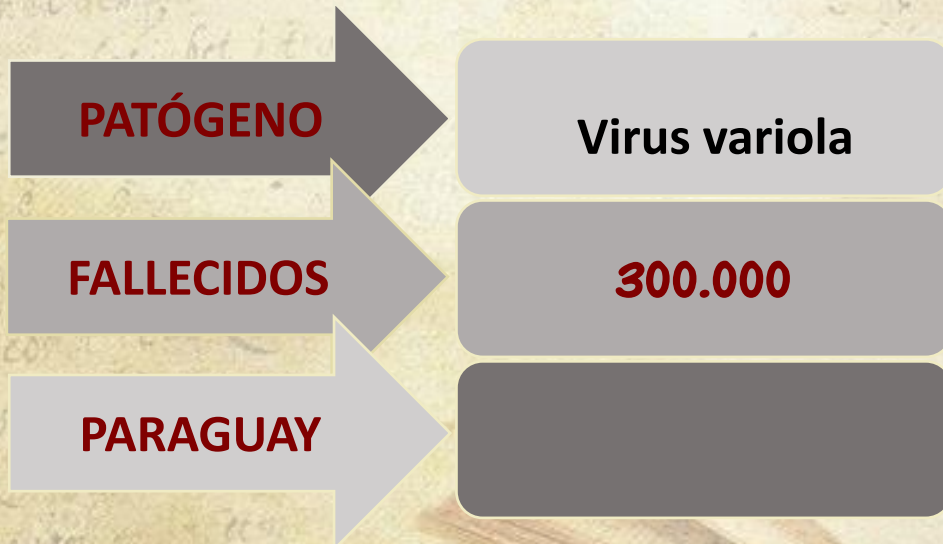 PATÓGENO
Virus variola
FALLECIDOS
300.000
PARAGUAY